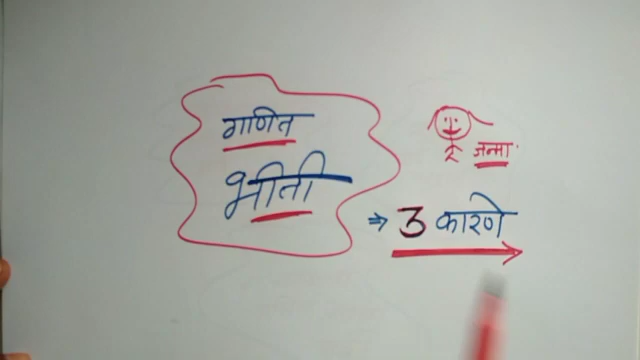 गणित
भीती
जन्मा
⇒ 3 कारणे